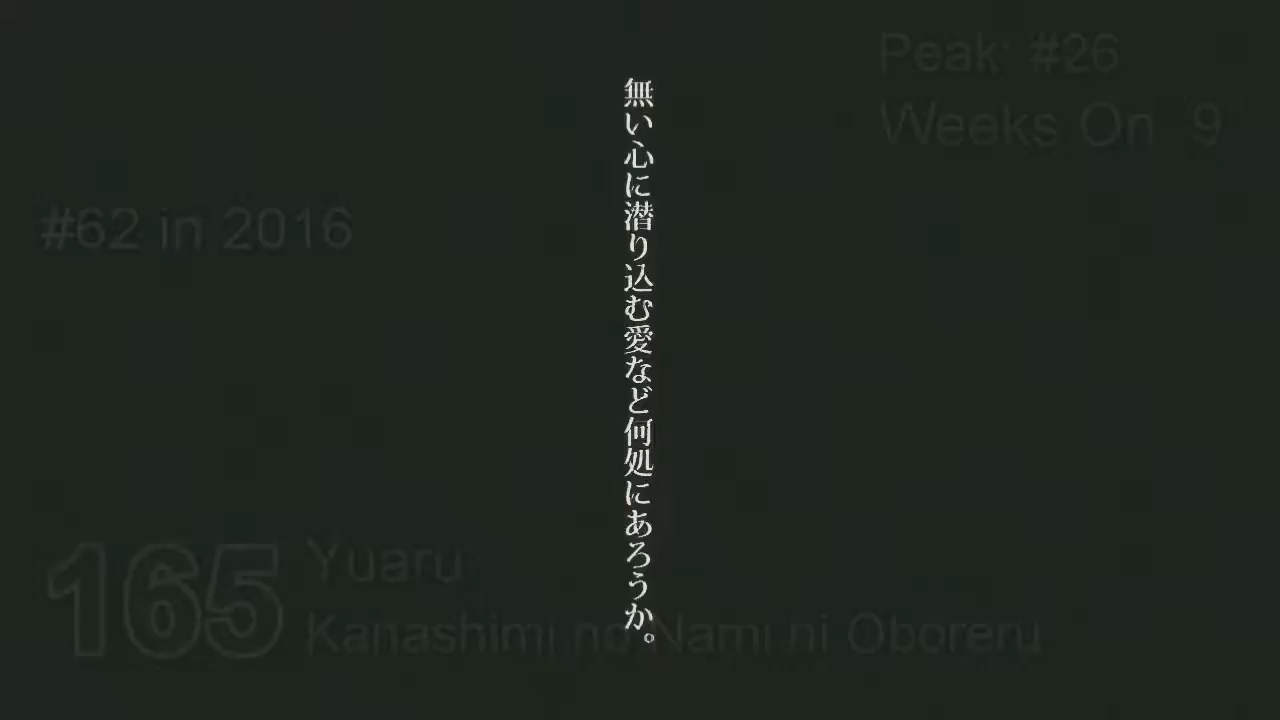 Peak: #26
Weeks On 9
#62 in 2016
無い心に潜り込む愛など何処にあろうか。
165
Yuaru
Kanashimi no Nami ni Oboreru